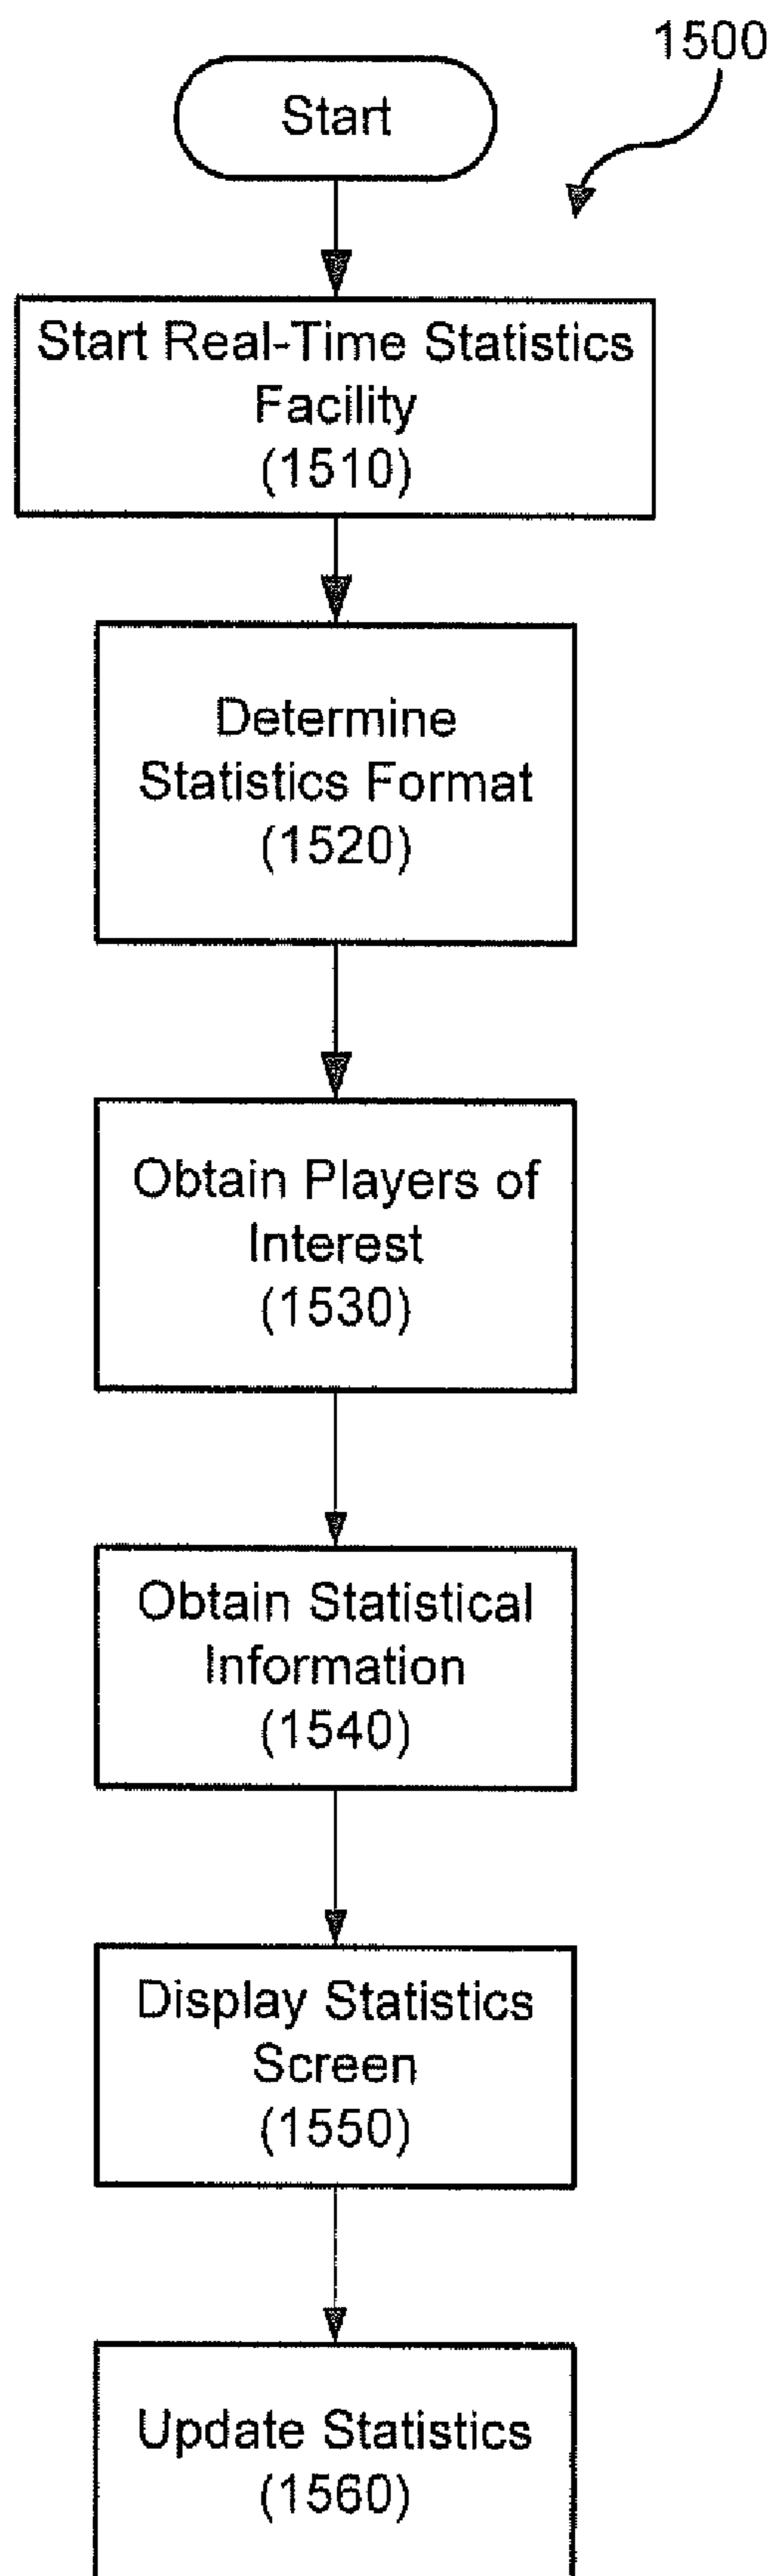 1500
Start
Start Real-Time Statistics
Facility
(1510)
Determine
Statistics Format
(1520)
Obtain Players of
Interest
(1530)
Obtain Statistical
Information
(1540)
Display Statistics
Screen
(1550)
Update Statistics
(1560)